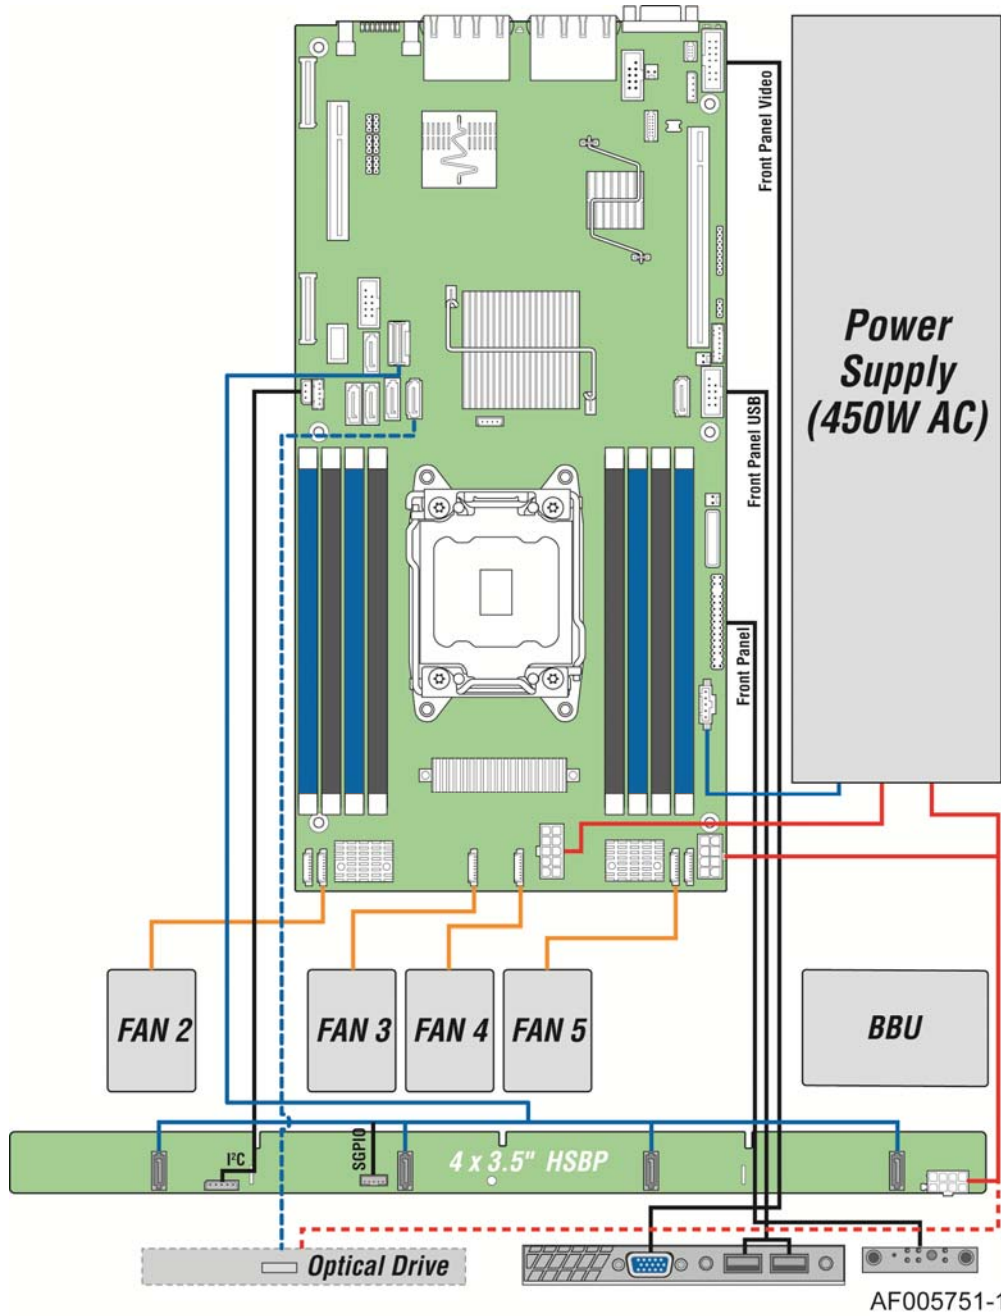 Front Panel Video
Power
Supply
(450W AC)
Front Panel USB
Front Panel
FAN 2
FAN 3
FAN 4
FAN 5
BBU
I²C
SGPIO
4 x 3.5" HSBP
Optical Drive
AF005751-1